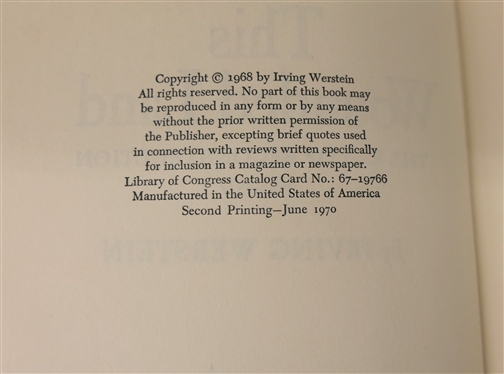 Copyright © 1968 by Irving Werstein
All rights reserved. No part of this book may
be reproduced in any form or by any means
without the prior written permission of
the Publisher, excepting brief quotes used
in connection with reviews written specifically
for inclusion in a magazine or newspaper.
Library of Congress Catalog Card No.: 67-19766
Manufactured in the United States of America
Second Printing—June 1970